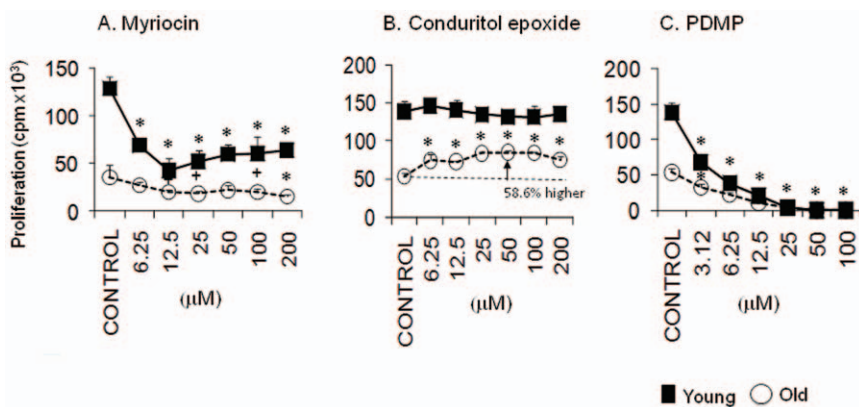 A. Myriocin
B. Conduritol epoxide
C. PDMP
Proliferation (cpm x10³)
150
100
50
0
* * * * * *
+ + *
CONTROL
6.25
12.5
25
50
100
200
(µM)
200
150
100
50
0
* * * * * *
58.6% higher
CONTROL
6.25
12.5
25
50
100
200
(µM)
200
150
100
50
0
* * * * * *
*
CONTROL
3.12
6.25
12.5
25
50
100
(µM)
Young Old